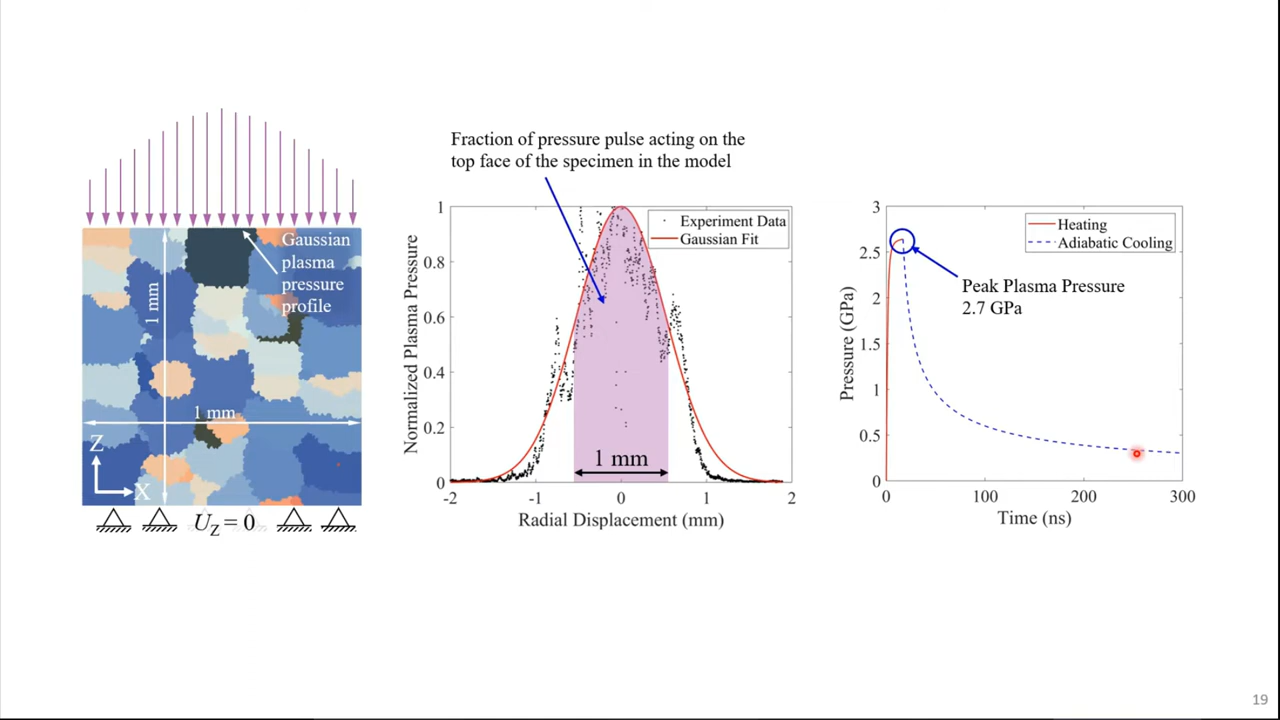 Gaussian
plasma
pressure
profile
1 mm
1 mm
Z
X
U_Z = 0
Fraction of pressure pulse acting on the
top face of the specimen in the model
Normalized Plasma Pressure
1
0.8
0.6
0.4
0.2
0
Experiment Data
Gaussian Fit
1 mm
-2
-1
0
1
2
Radial Displacement (mm)
Pressure (GPa)
3
2.5
2
1.5
1
0.5
0
Heating
Adiabatic Cooling
Peak Plasma Pressure
2.7 GPa
0
100
200
300
Time (ns)
19